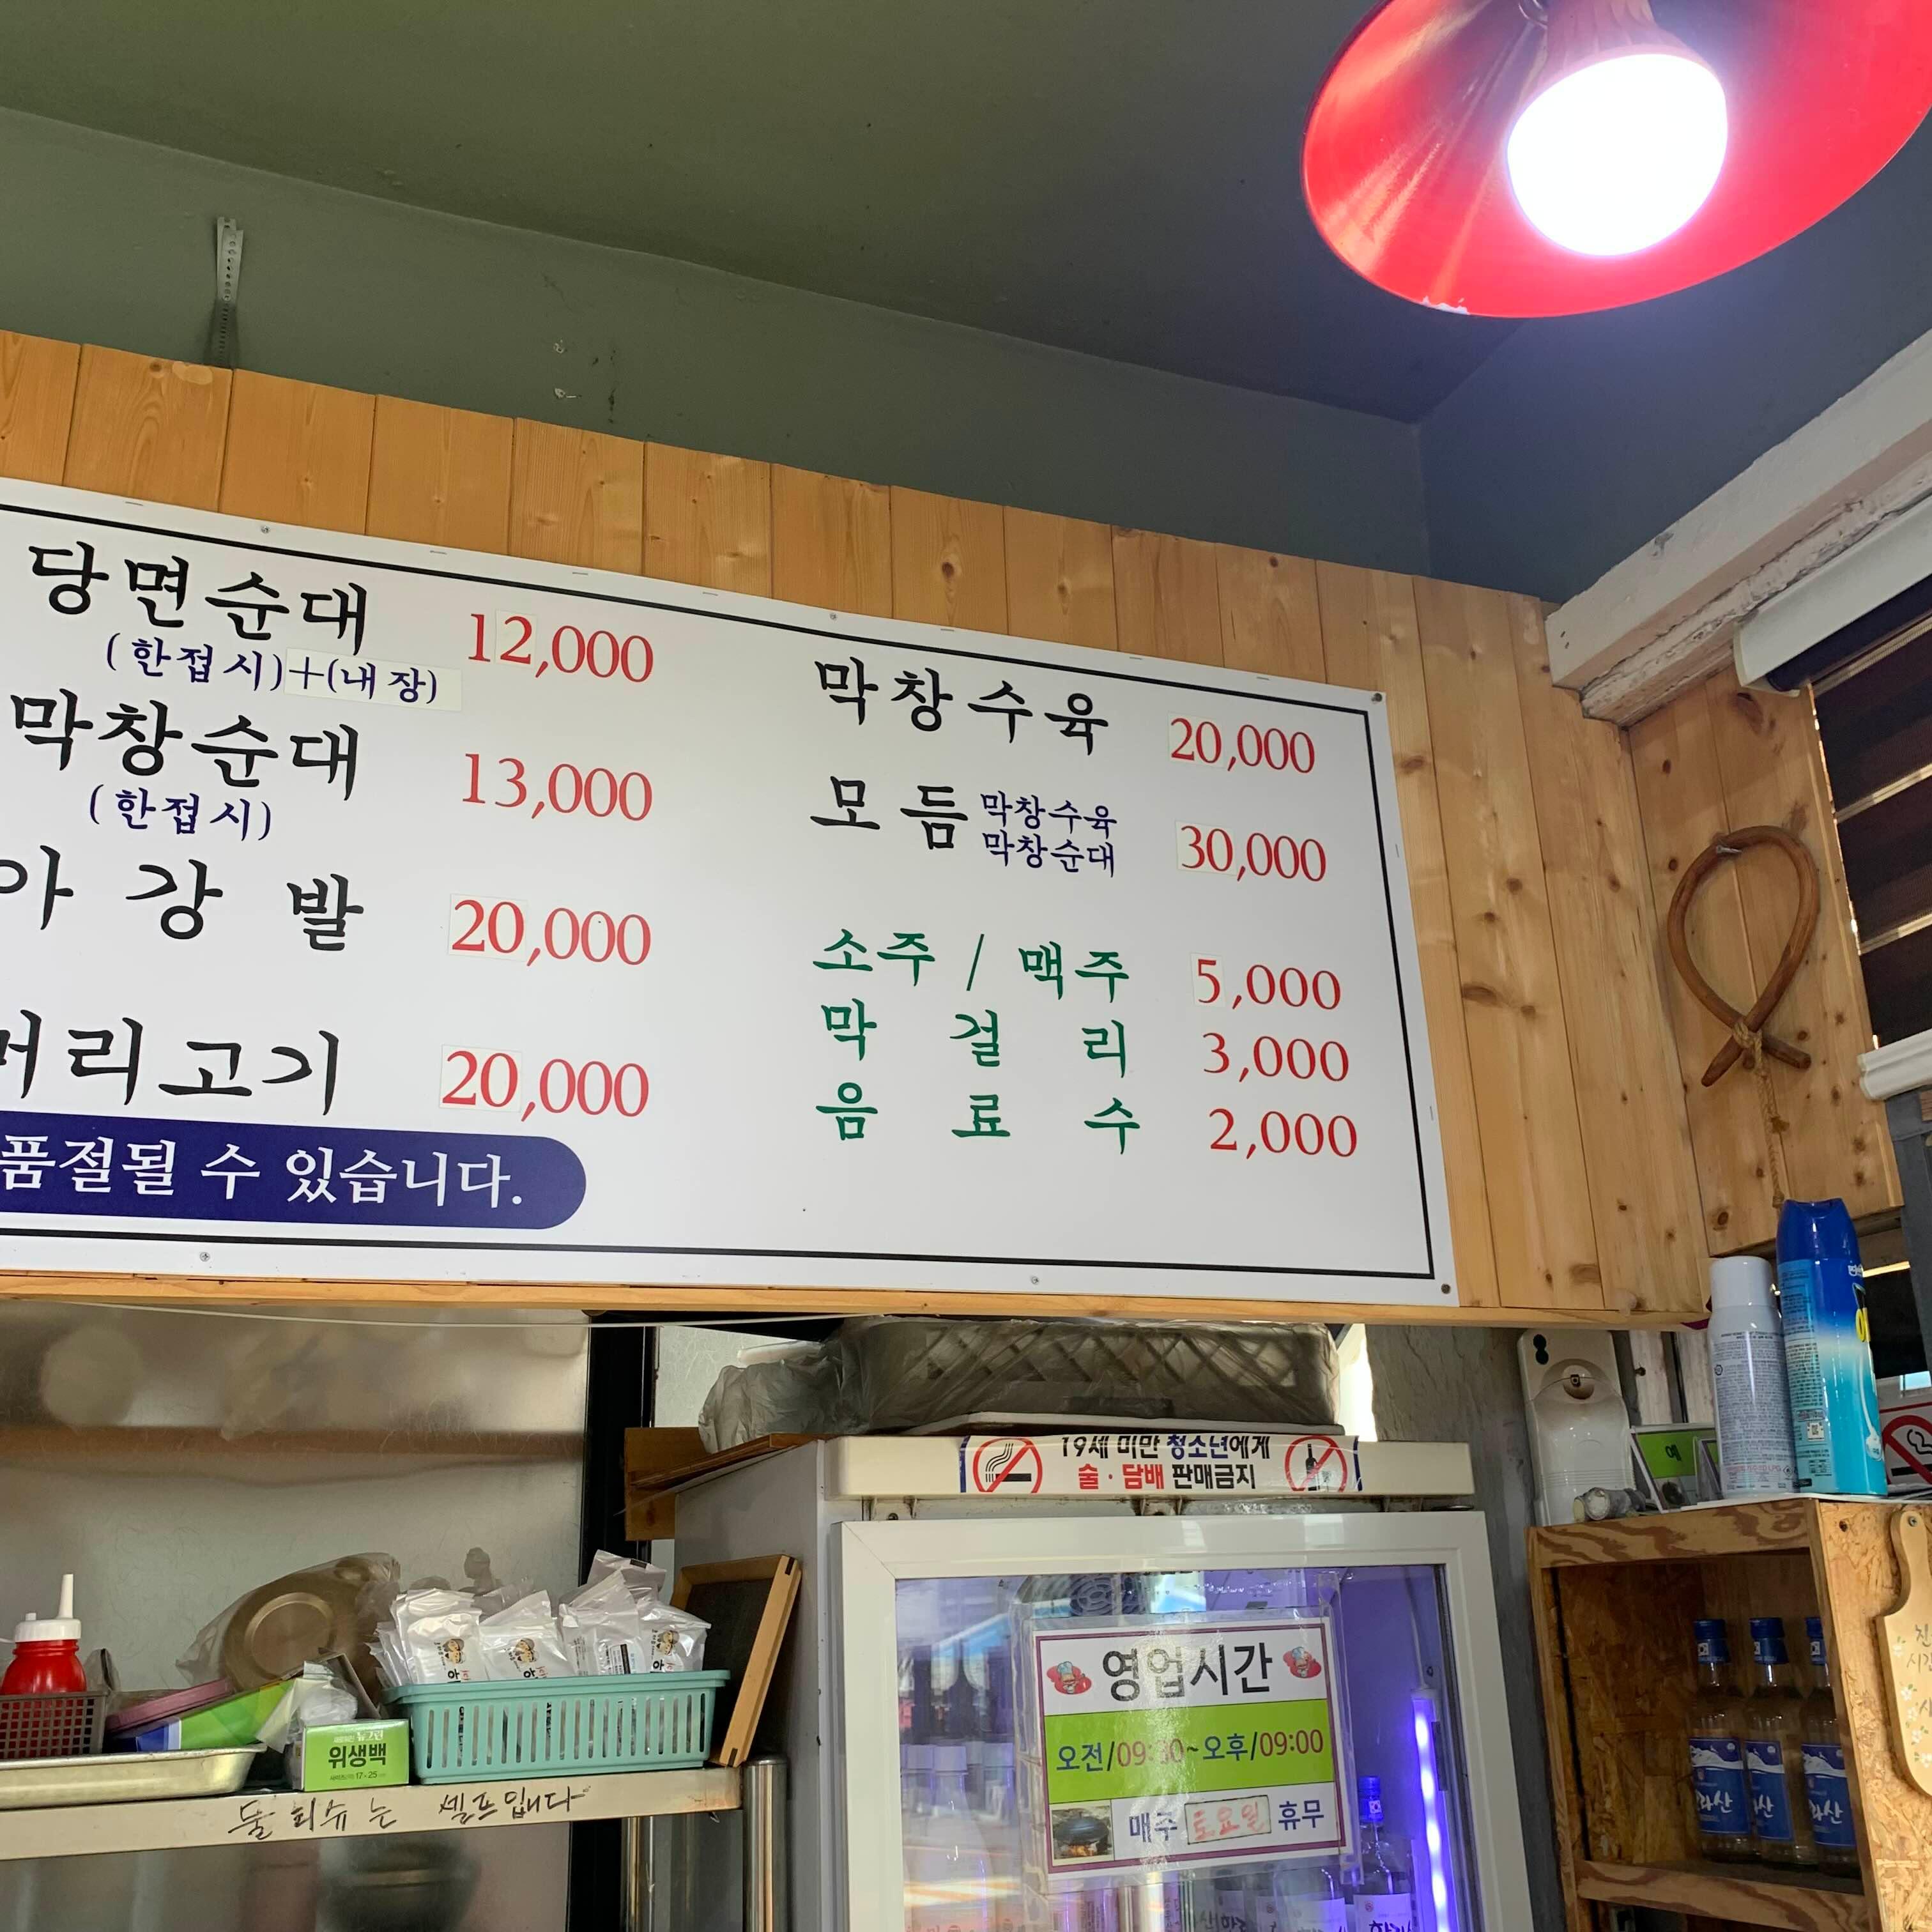 당면순대 12,000
(한접시)+(내장)
막창순대 13,000
(한접시)
아강발 20,000
머리고기 20,000
품절될 수 있습니다.
막창수육 20,000
모듬 막창수육 막창순대 30,000
소주 / 맥주 5,000
막걸리 3,000
음료수 2,000
19세 미만 청소년에게
술·담배 판매금지
영업시간
오전/09:30~오후/09:00
매주 토요일 휴무
위생백
물 휴지는 셀프입니다
예
라산